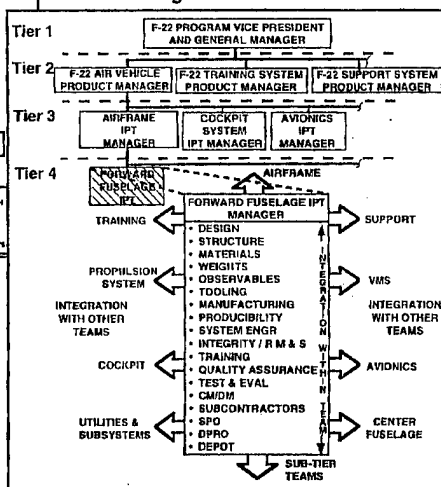 Tier 1
F-22 PROGRAM VICE PRESIDENT
AND GENERAL MANAGER
Tier 2
F-22 AIR VEHICLE
PRODUCT MANAGER
F-22 TRAINING SYSTEM
PRODUCT MANAGER
F-22 SUPPORT SYSTEM
PRODUCT MANAGER
Tier 3
AIRFRAME
IPT
MANAGER
COCKPIT
SYSTEM
IPT MANAGER
AVIONICS
IPT
MANAGER
Tier 4
FORWARD
FUSELAGE
IPT
AIRFRAME
FORWARD FUSELAGE IPT
MANAGER
TRAINING
PROPULSION
SYSTEM
INTEGRATION
WITH OTHER
TEAMS
COCKPIT
UTILITIES &
SUBSYSTEMS
• DESIGN
• STRUCTURE
• MATERIALS
• WEIGHTS
• OBSERVABLES
• TOOLING
• MANUFACTURING
• PRODUCIBILITY
• SYSTEM ENGR
• INTEGRITY / R M & S
• TRAINING
• QUALITY ASSURANCE
• TEST & EVAL
• CM/DM
• SUBCONTRACTORS
• SPO
• DPRO
• DEPOT
INTEGRATION WITHIN TEAM
SUPPORT
VMS
INTEGRATION
WITH OTHER
TEAMS
AVIONICS
CENTER
FUSELAGE
SUB-TIER
TEAMS